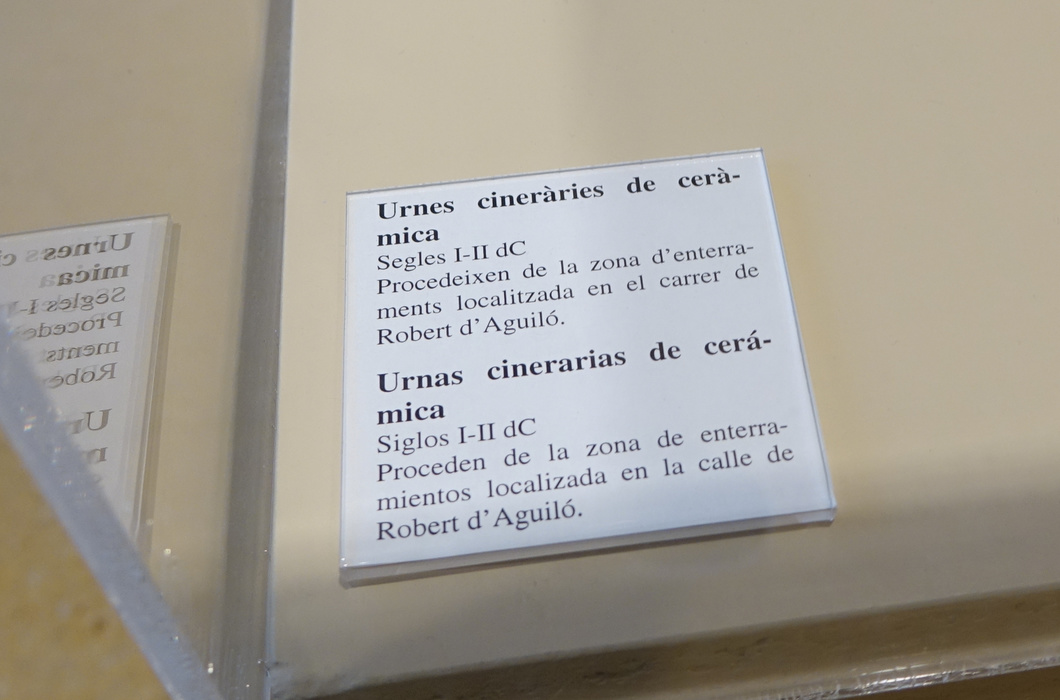 Urnes cineràries de cerà-
mica
Segles I-II dC
Procedeixen de la zona d'enterra-
ments localitzada en el carrer de
Robert d'Aguiló.
Urnas cinerarias de cerá-
mica
Siglos I-II dC
Proceden de la zona de enterra-
mientos localizada en la calle de
Robert d'Aguiló.